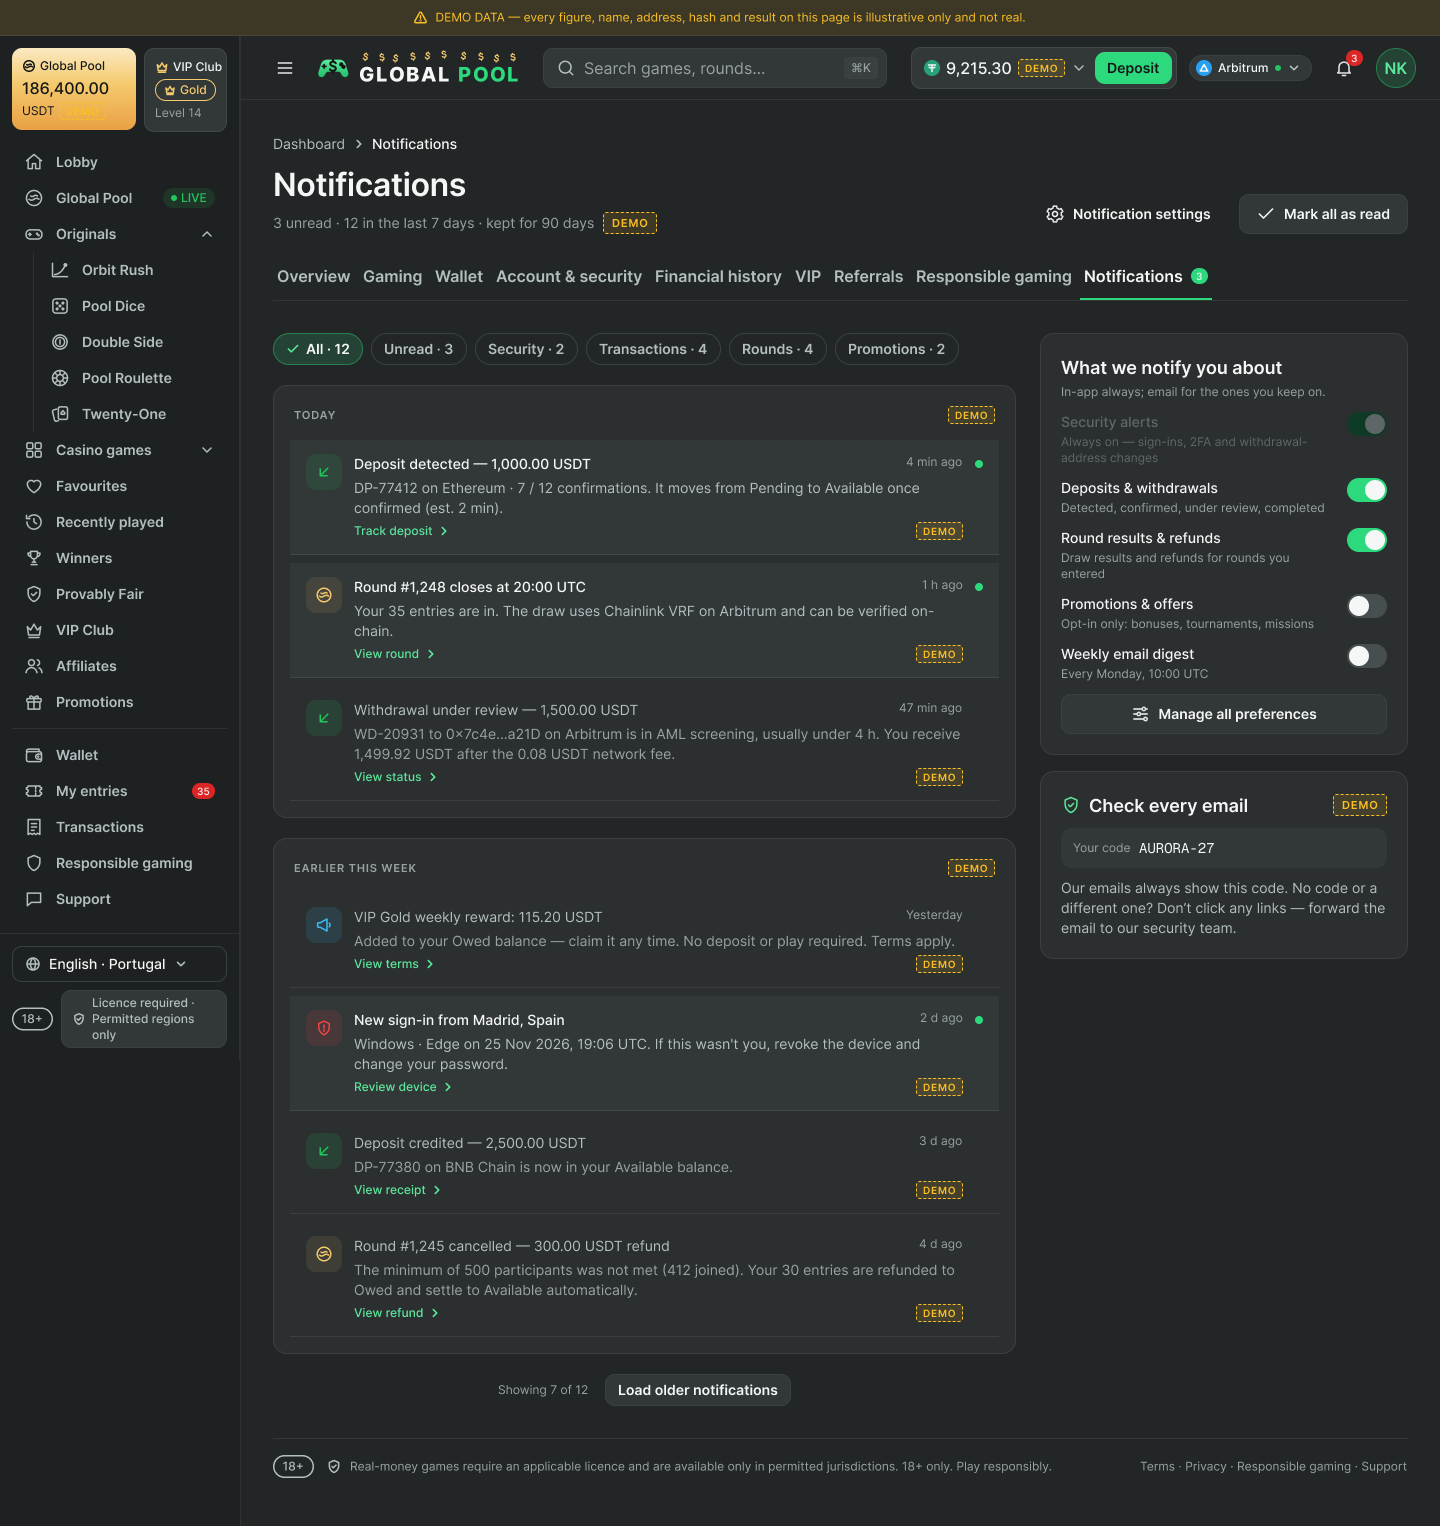 DEMO DATA — every figure, name, address, hash and result on this page is illustrative only and not real.
Global Pool
186,400.00
USDT DEMO
VIP Club
Gold
Level 14
Lobby
Global Pool
LIVE
Originals
Orbit Rush
Pool Dice
Double Side
Pool Roulette
Twenty-One
Casino games
Favourites
Recently played
Winners
Provably Fair
VIP Club
Affiliates
Promotions
Wallet
My entries
35
Transactions
Responsible gaming
Support
English · Portugal
18+
Licence required ·
Permitted regions
only
$ $ $ $ $ $ $ $ $ $
GLOBAL POOL
Search games, rounds...
⌘K
9,215.30 DEMO
Deposit
Arbitrum
3
NK
Dashboard > Notifications
Notifications
3 unread · 12 in the last 7 days · kept for 90 days DEMO
Notification settings
Mark all as read
Overview Gaming Wallet Account & security Financial history VIP Referrals Responsible gaming Notifications 3
All · 12
Unread · 3
Security · 2
Transactions · 4
Rounds · 4
Promotions · 2
TODAY
DEMO
Deposit detected — 1,000.00 USDT
4 min ago
DP-77412 on Ethereum · 7 / 12 confirmations. It moves from Pending to Available once
confirmed (est. 2 min).
Track deposit
DEMO
Round #1,248 closes at 20:00 UTC
1 h ago
Your 35 entries are in. The draw uses Chainlink VRF on Arbitrum and can be verified on-
chain.
View round
DEMO
Withdrawal under review — 1,500.00 USDT
47 min ago
WD-20931 to 0×7c4e...a21D on Arbitrum is in AML screening, usually under 4 h. You receive
1,499.92 USDT after the 0.08 USDT network fee.
View status
DEMO
EARLIER THIS WEEK
DEMO
VIP Gold weekly reward: 115.20 USDT
Yesterday
Added to your Owed balance — claim it any time. No deposit or play required. Terms apply.
View terms
DEMO
New sign-in from Madrid, Spain
2 d ago
Windows · Edge on 25 Nov 2026, 19:06 UTC. If this wasn't you, revoke the device and
change your password.
Review device
DEMO
Deposit credited — 2,500.00 USDT
3 d ago
DP-77380 on BNB Chain is now in your Available balance.
View receipt
DEMO
Round #1,245 cancelled — 300.00 USDT refund
4 d ago
The minimum of 500 participants was not met (412 joined). Your 30 entries are refunded to
Owed and settle to Available automatically.
View refund
DEMO
Showing 7 of 12
Load older notifications
What we notify you about
In-app always; email for the ones you keep on.
Security alerts
Always on — sign-ins, 2FA and withdrawal-
address changes
Deposits & withdrawals
Detected, confirmed, under review, completed
Round results & refunds
Draw results and refunds for rounds you
entered
Promotions & offers
Opt-in only: bonuses, tournaments, missions
Weekly email digest
Every Monday, 10:00 UTC
Manage all preferences
Check every email
DEMO
Your code AURORA-27
Our emails always show this code. No code or a
different one? Don’t click any links — forward the
email to our security team.
18+
Real-money games require an applicable licence and are available only in permitted jurisdictions. 18+ only. Play responsibly.
Terms · Privacy · Responsible gaming · Support